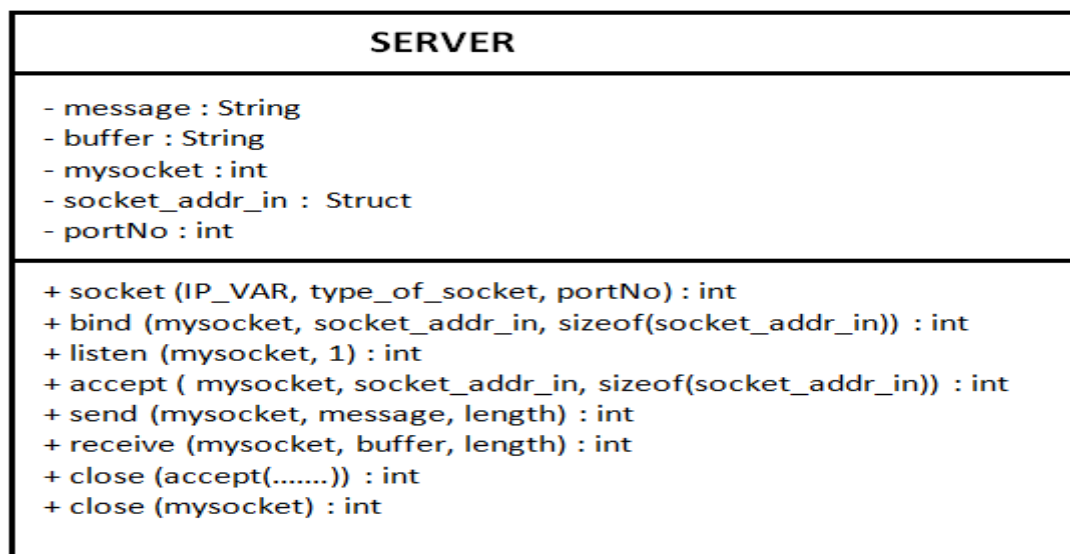 SERVER
- message : String
- buffer : String
- mysocket : int
- socket_addr_in : Struct
- portNo : int
+ socket (IP_VAR, type_of_socket, portNo) : int
+ bind (mysocket, socket_addr_in, sizeof(socket_addr_in)) : int
+ listen (mysocket, 1) : int
+ accept ( mysocket, socket_addr_in, sizeof(socket_addr_in)) : int
+ send (mysocket, message, length) : int
+ receive (mysocket, buffer, length) : int
+ close (accept(.......)) : int
+ close (mysocket) : int